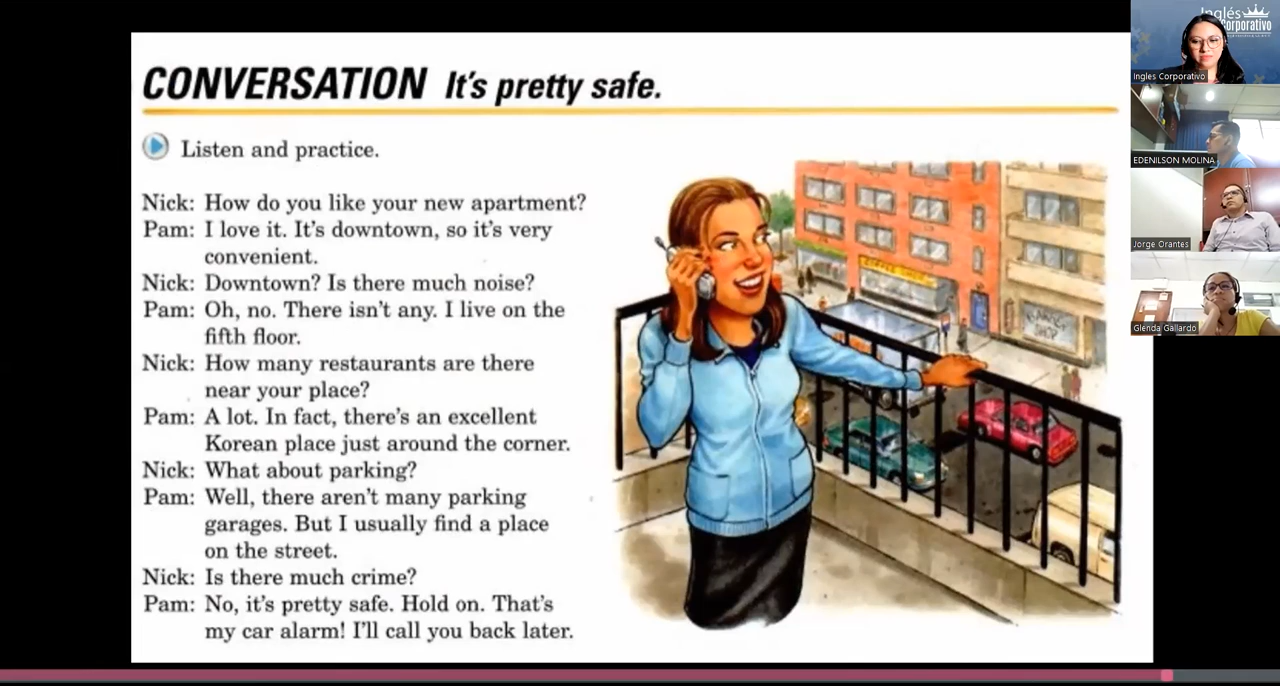 CONVERSATION It's pretty safe.
Listen and practice.
Nick: How do you like your new apartment?
Pam: I love it. It's downtown, so it's very
convenient.
Nick: Downtown? Is there much noise?
Pam: Oh, no. There isn't any. I live on the
fifth floor.
Nick: How many restaurants are there
near your place?
Pam: A lot. In fact, there's an excellent
Korean place just around the corner.
Nick: What about parking?
Pam: Well, there aren't many parking
garages. But I usually find a place
on the street.
Nick: Is there much crime?
Pam: No, it's pretty safe. Hold on. That's
my car alarm! I'll call you back later.
COFFEE SHOP
SHOP
Inglés
Corporativo
Ingles Corporativo
EDENILSON MOLINA
Jorge Orantes
Glenda Gallardo